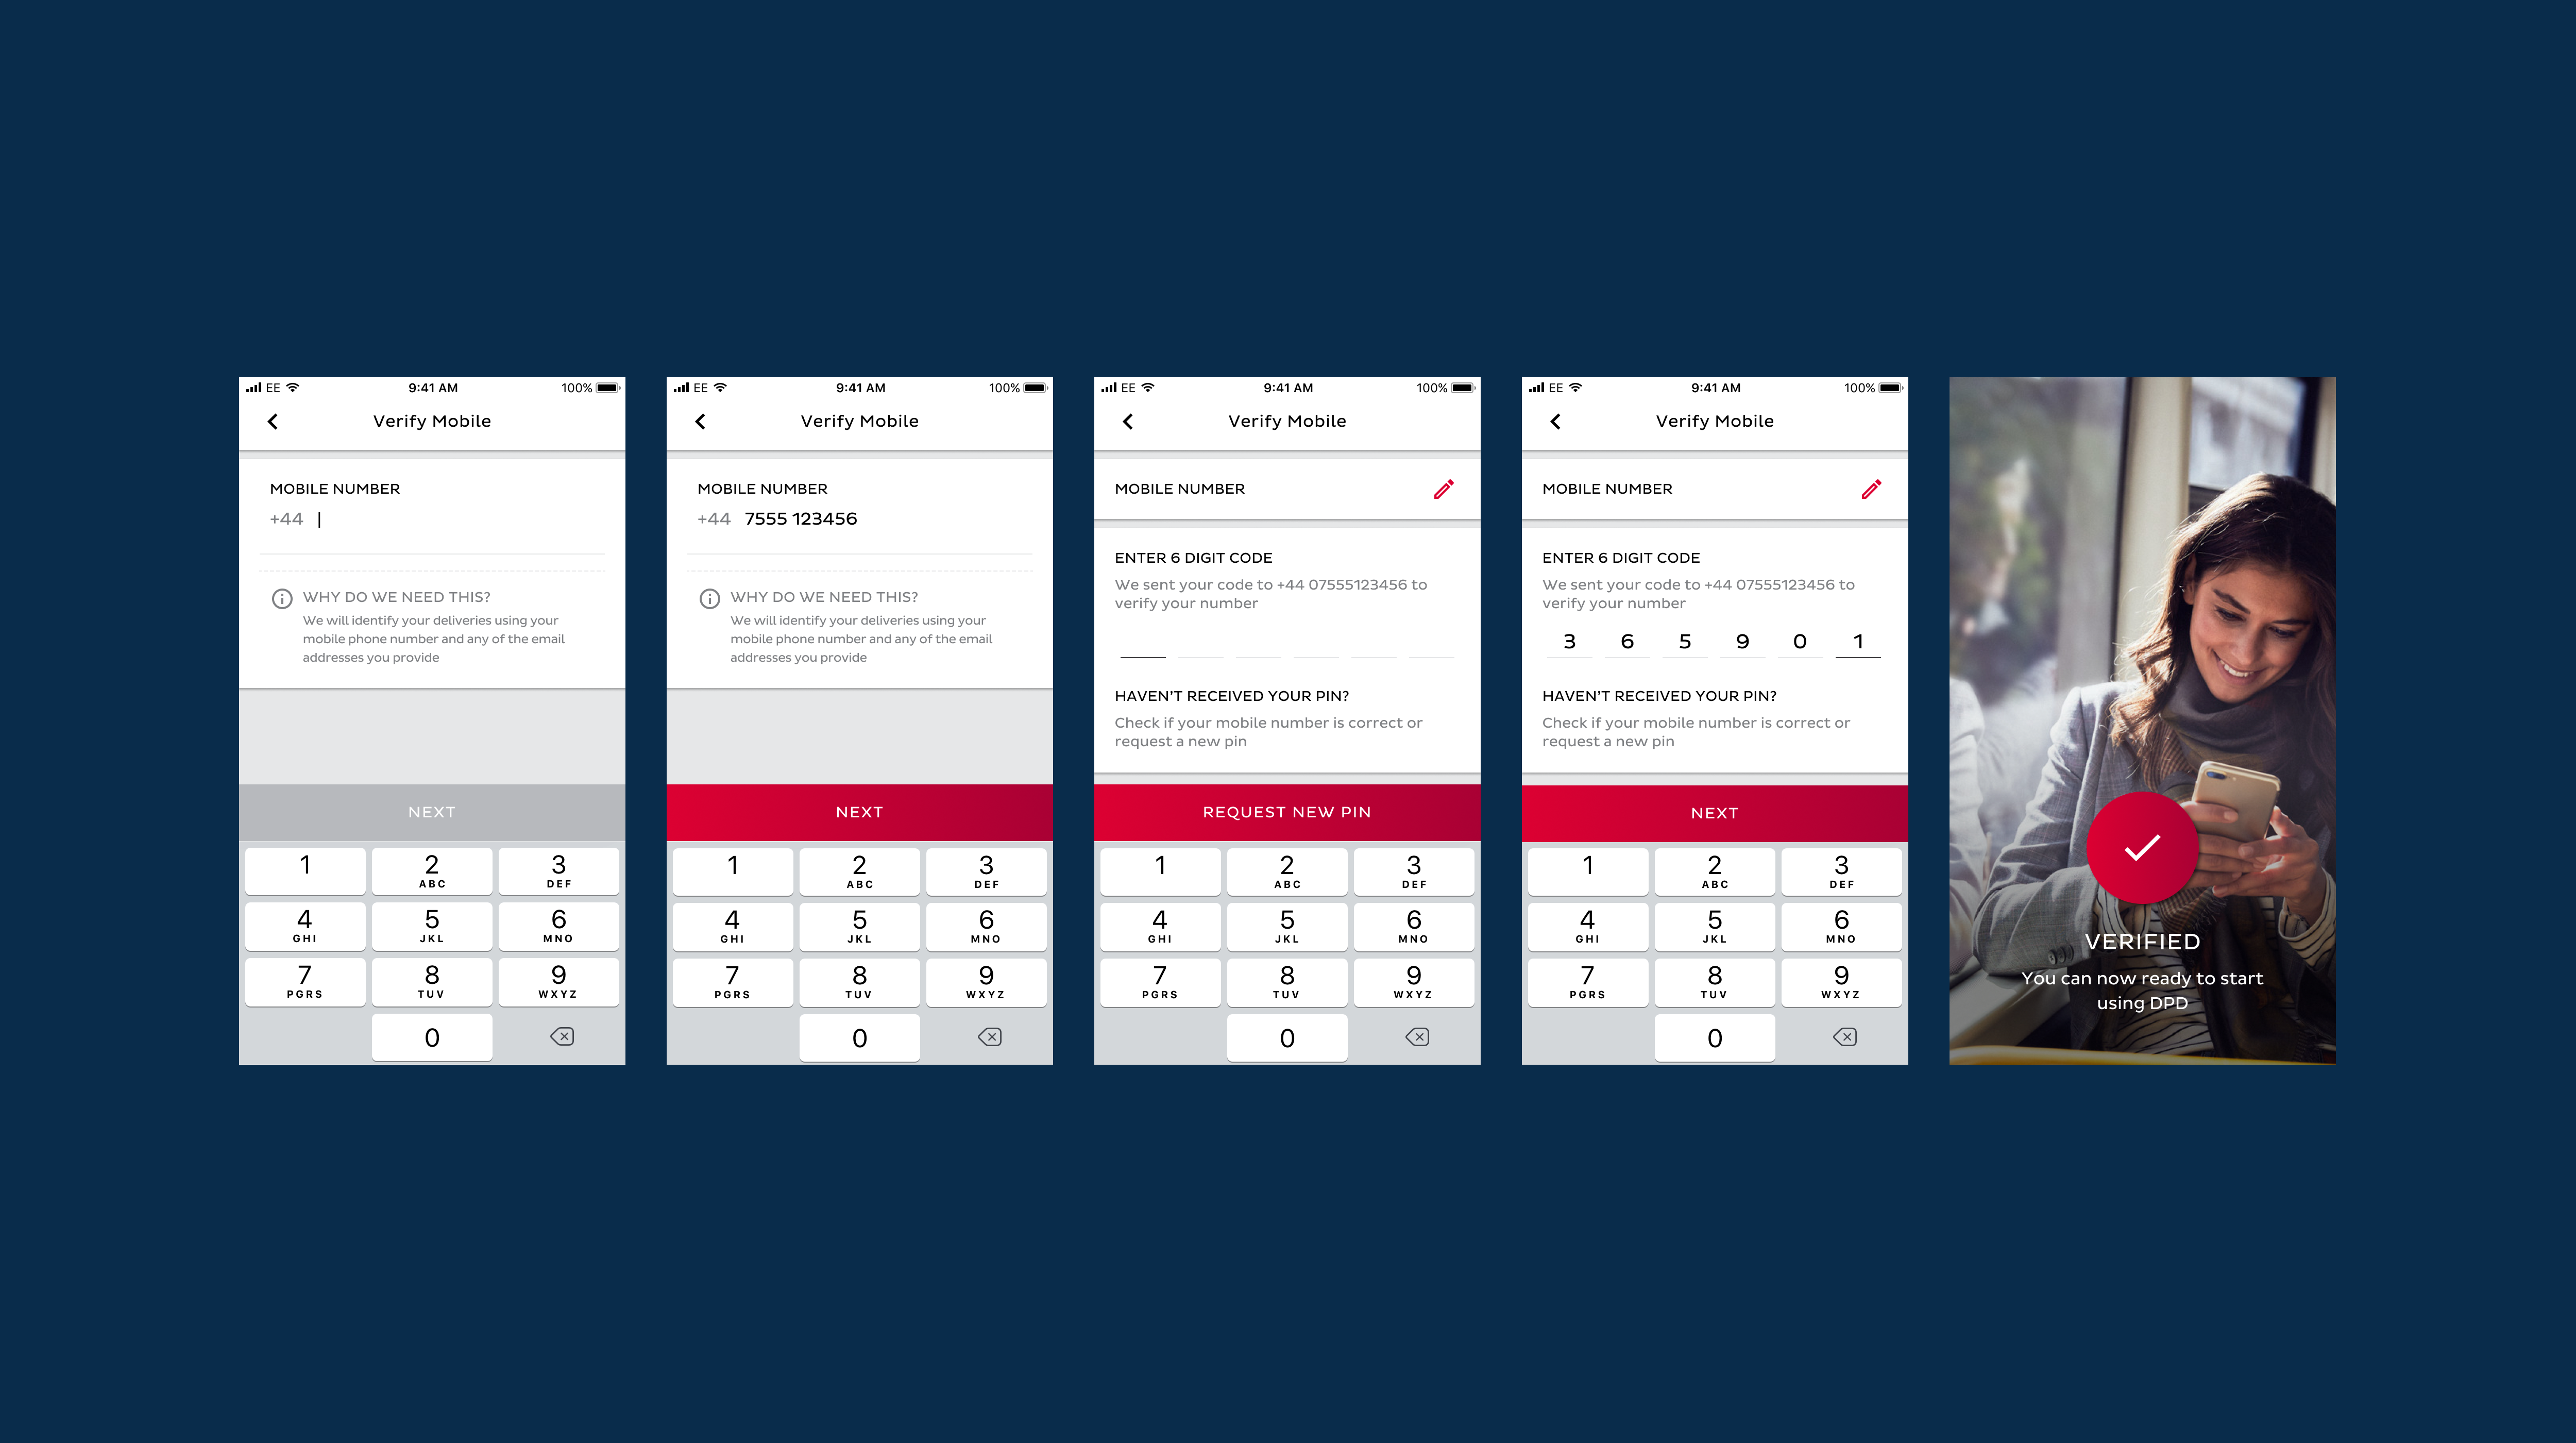 EE 9:41 AM 100%
Verify Mobile
MOBILE NUMBER
+44
WHY DO WE NEED THIS?
We will identify your deliveries using your
mobile phone number and any of the email
addresses you provide
NEXT
1 2 3
ABC DEF
4 5 6
GHI JKL MNO
7 8 9
PGRS TUV WXYZ
0
EE 9:41 AM 100%
Verify Mobile
MOBILE NUMBER
+44 7555 123456
WHY DO WE NEED THIS?
We will identify your deliveries using your
mobile phone number and any of the email
addresses you provide
NEXT
1 2 3
ABC DEF
4 5 6
GHI JKL MNO
7 8 9
PGRS TUV WXYZ
0
EE 9:41 AM 100%
Verify Mobile
MOBILE NUMBER
ENTER 6 DIGIT CODE
We sent your code to +44 07555123456 to
verify your number
HAVEN'T RECEIVED YOUR PIN?
Check if your mobile number is correct or
request a new pin
REQUEST NEW PIN
1 2 3
ABC DEF
4 5 6
GHI JKL MNO
7 8 9
PGRS TUV WXYZ
0
EE 9:41 AM 100%
Verify Mobile
MOBILE NUMBER
ENTER 6 DIGIT CODE
We sent your code to +44 07555123456 to
verify your number
3 6 5 9 0 1
HAVEN'T RECEIVED YOUR PIN?
Check if your mobile number is correct or
request a new pin
NEXT
1 2 3
ABC DEF
4 5 6
GHI JKL MNO
7 8 9
PGRS TUV WXYZ
0
VERIFIED
You can now ready to start
using DPD